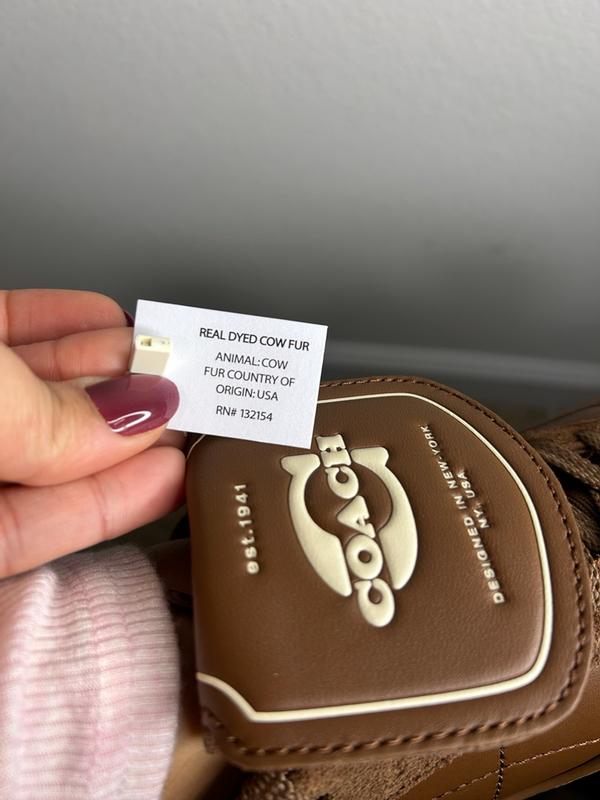 REAL DYED COW FUR
ANIMAL: COW
FUR COUNTRY OF
ORIGIN: USA
RN# 132154
est.1941
COACH
DESIGNED IN NEW YORK
NY, USA